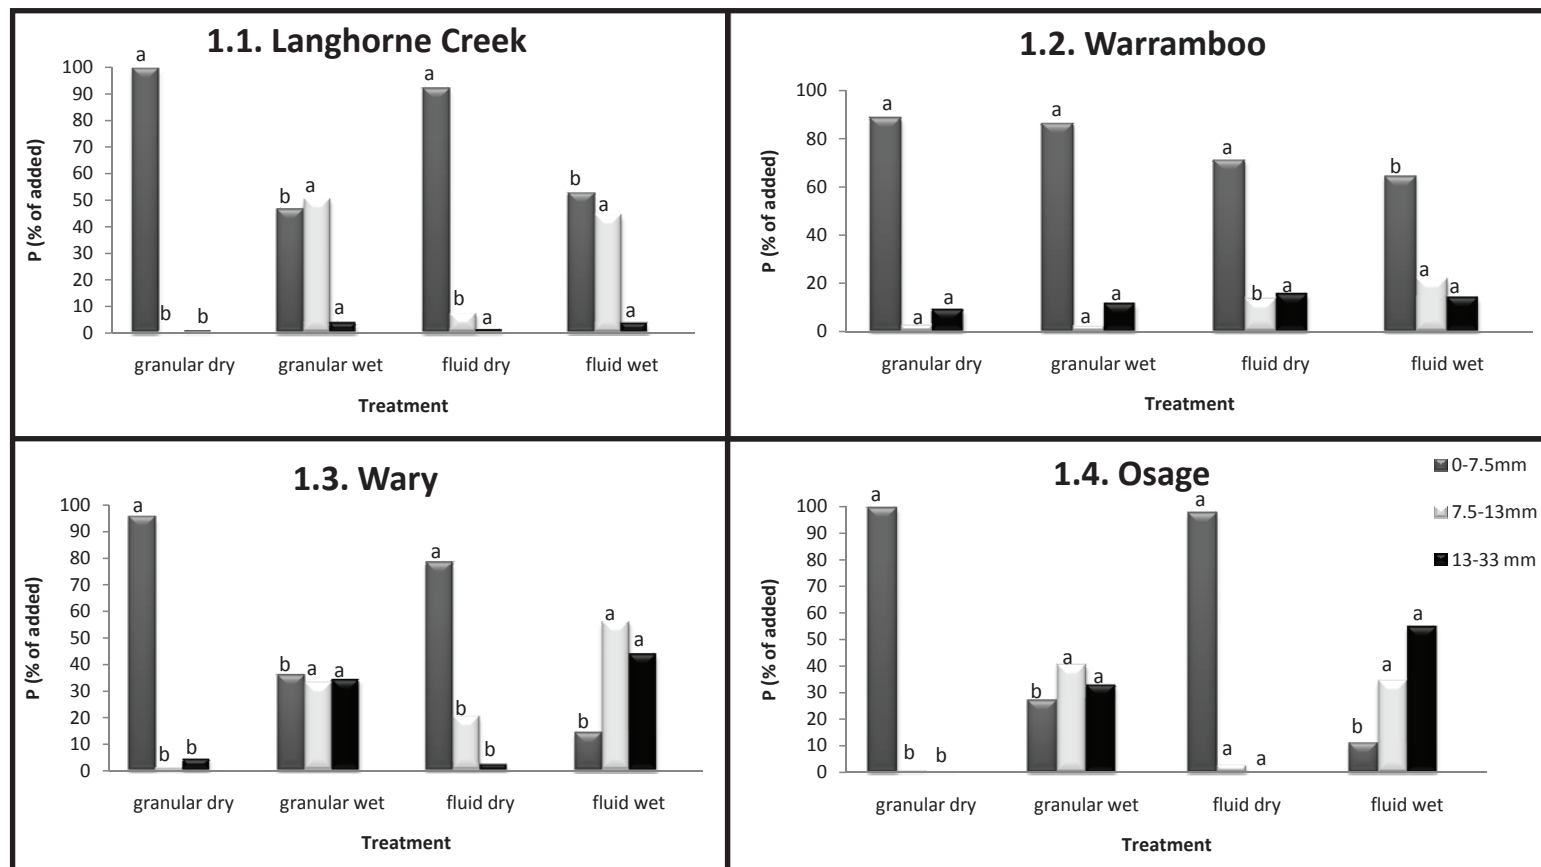 1.1. Langhorne Creek
P (% of added)
100
90
80
70
60
50
40
30
20
10
0
a
b
b
b
a
a
a
b
a
b
a
a
granular dry
granular wet
fluid dry
fluid wet
Treatment
1.2. Warramboo
P (% of added)
100
80
60
40
20
0
a
a
a
a
a
a
a
b
a
b
a
a
granular dry
granular wet
fluid dry
fluid wet
Treatment
1.3. Wary
P (% of added)
100
90
80
70
60
50
40
30
20
10
0
a
b
b
b
a
a
a
b
b
b
a
a
granular dry
granular wet
fluid dry
fluid wet
Treatment
1.4. Osage
P (% of added)
100
90
80
70
60
50
40
30
20
10
0
a
b
b
b
a
a
a
a
a
b
a
a
granular dry
granular wet
fluid dry
fluid wet
Treatment
0-7.5mm
7.5-13mm
13-33 mm